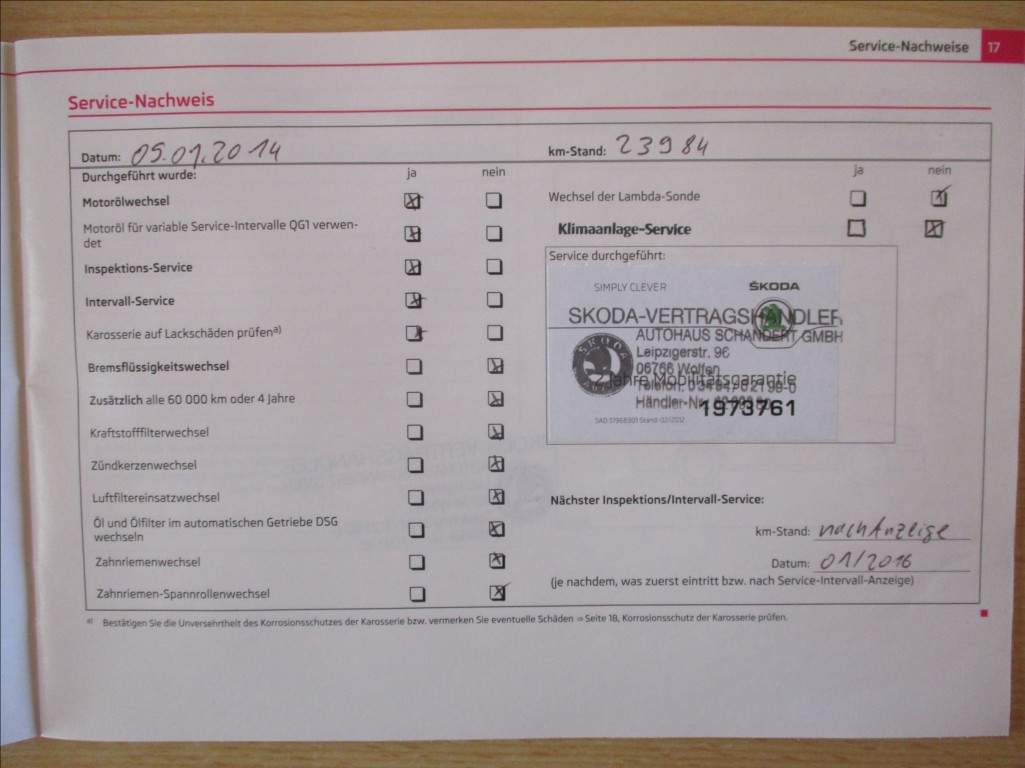 Service-Nachweise 17
Service-Nachweis
Datum: 09.01.2014
km-Stand: 23984
Durchgeführt wurde: ja nein
ja nein
Motorölwechsel
Motoröl für variable Service-Intervalle QG1 verwen-
det
Inspektions-Service
Intervall-Service
Karosserie auf Lackschäden prüfen a)
Bremsflüssigkeitswechsel
Zusätzlich alle 60 000 km oder 4 Jahre
Kraftstofffilterwechsel
Zündkerzenwechsel
Luftfiltereinsatzwechsel
Öl und Ölfilter im automatischen Getriebe DSG
wechseln
Zahnriemenwechsel
Zahnriemen-Spannrollenwechsel
Wechsel der Lambda-Sonde
Klimaanlage-Service
Service durchgeführt:
SIMPLY CLEVER ŠKODA
SKODA-VERTRAGSHÄNDLER
AUTOHAUS SCHANDERT GMBH
SKODA
Leipzigerstr. 96
06766 Wolfen
Jahre Mobilitätsgarantie
Telefon:
Händler-Nr.
1973761
Nächster Inspektions/Intervall-Service:
km-Stand: nach Anzeige
Datum: 01/2016
(je nachdem, was zuerst eintritt bzw. nach Service-Intervall-Anzeige)
a) Bestätigen Sie die Unversehrtheit des Korrosionsschutzes der Karosserie bzw. vermerken Sie eventuelle Schäden ⇒ Seite 18, Korrosionsschutz der Karosserie prüfen.